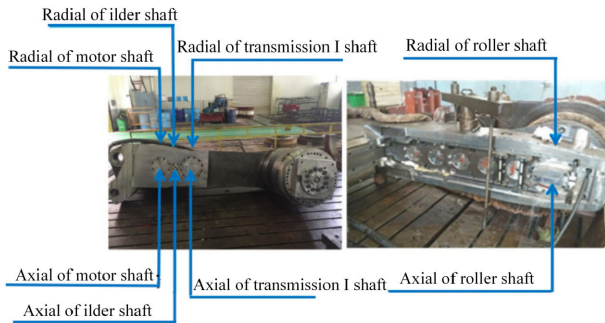 Radial of ilder shaft
Radial of motor shaft
Radial of transmission I shaft
Radial of roller shaft
Axial of motor shaft
Axial of ilder shaft
Axial of transmission I shaft
Axial of roller shaft